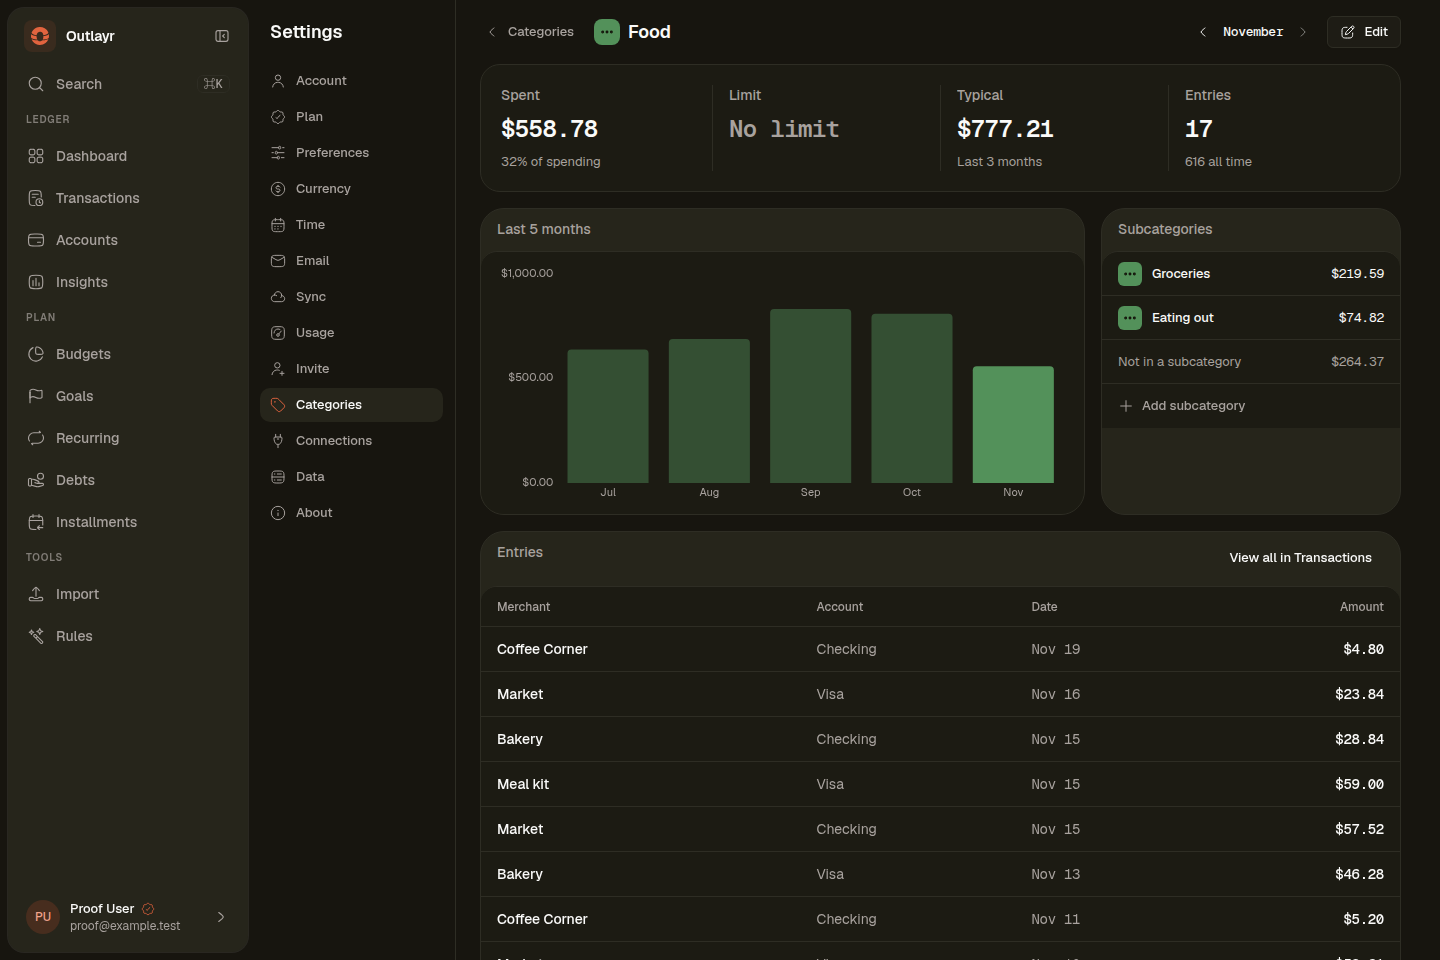 Outlayr
Search ⌘K
LEDGER
Dashboard
Transactions
Accounts
Insights
PLAN
Budgets
Goals
Recurring
Debts
Installments
TOOLS
Import
Rules
PU
Proof User
proof@example.test
Settings
Account
Plan
Preferences
Currency
Time
Email
Sync
Usage
Invite
Categories
Connections
Data
About
Categories Food November Edit
Spent
$558.78
32% of spending
Limit
No limit
Typical
$777.21
Last 3 months
Entries
17
616 all time
Last 5 months
$1,000.00
$500.00
$0.00
Jul Aug Sep Oct Nov
Subcategories
Groceries $219.59
Eating out $74.82
Not in a subcategory $264.37
Add subcategory
Entries View all in Transactions
Merchant Account Date Amount
Coffee Corner Checking Nov 19 $4.80
Market Visa Nov 16 $23.84
Bakery Checking Nov 15 $28.84
Meal kit Visa Nov 15 $59.00
Market Checking Nov 15 $57.52
Bakery Visa Nov 13 $46.28
Coffee Corner Checking Nov 11 $5.20